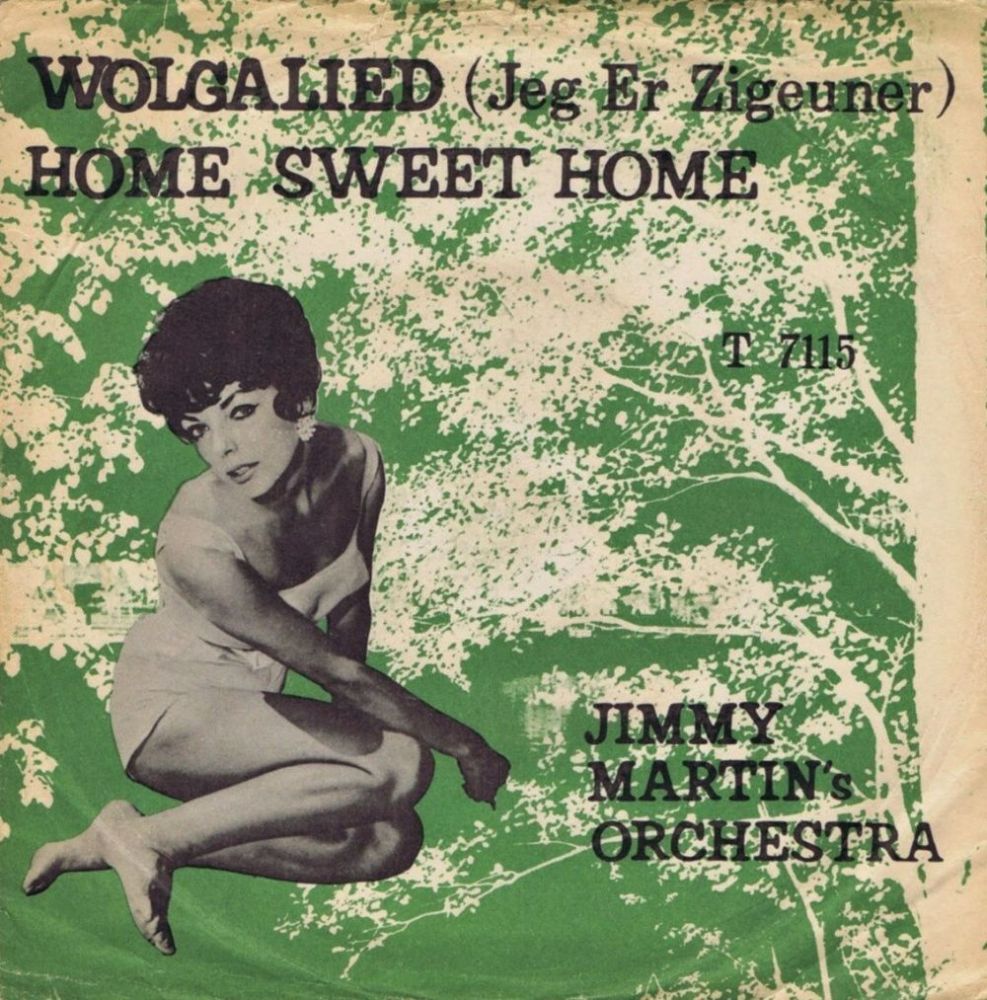 WOLGALIED (Jeg Er Zigeuner)
HOME SWEET HOME
T 7115
JIMMY
MARTIN's
ORCHESTRA